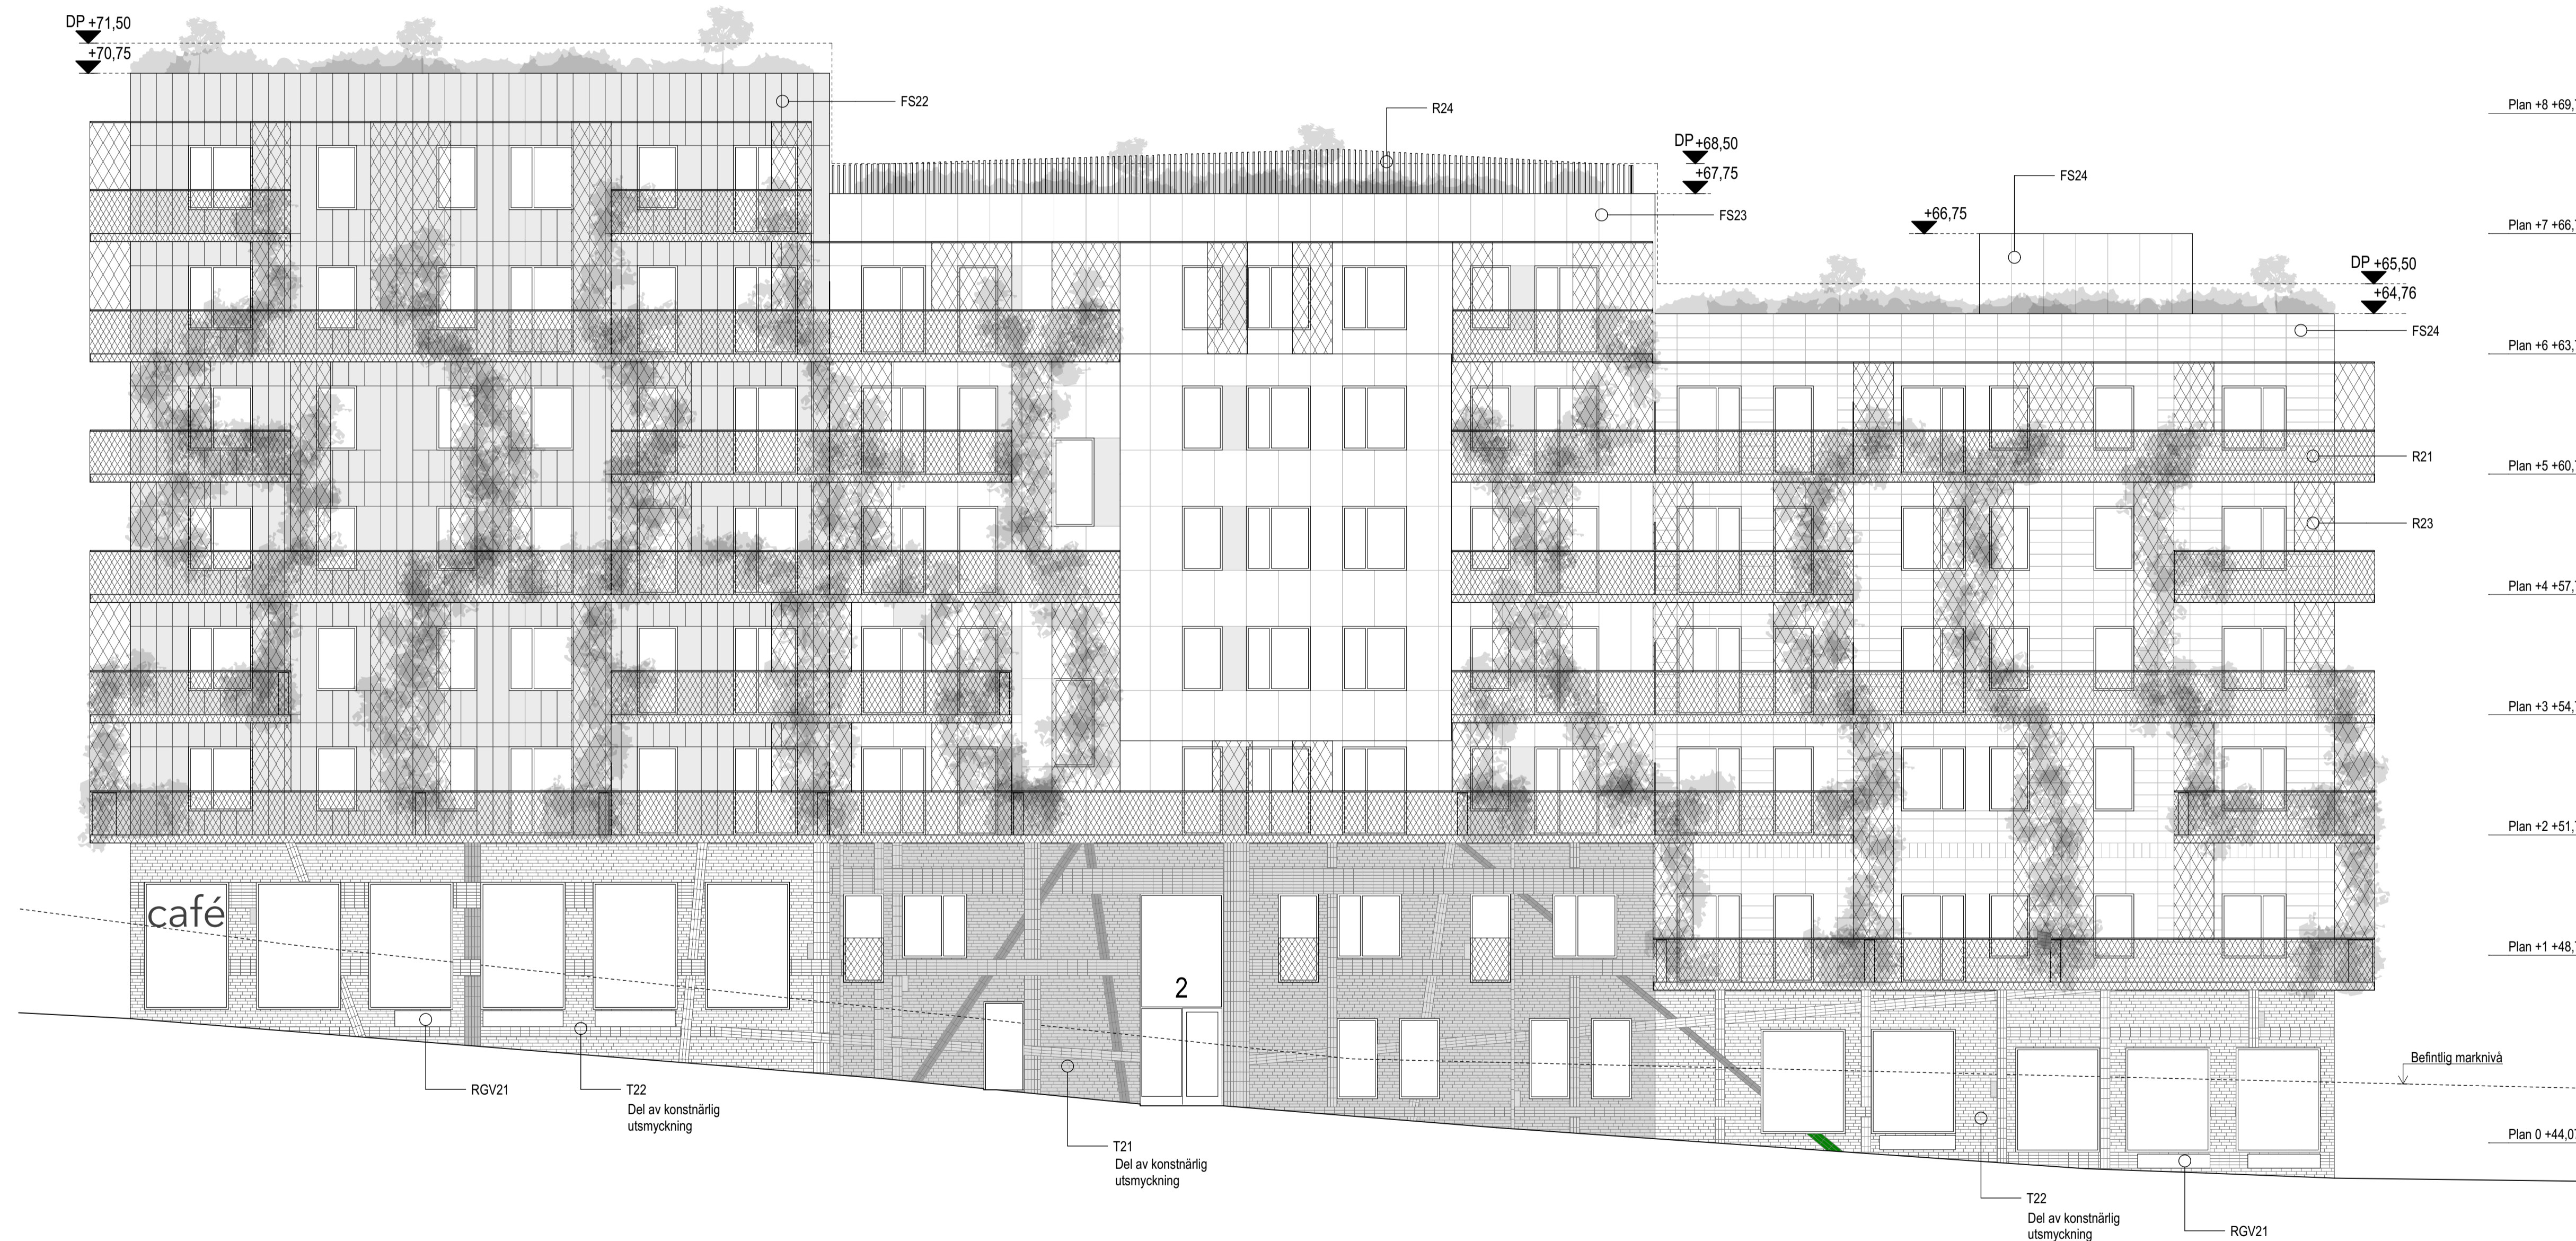 DP +71,50
+70,75
FS22
R24
DP +68,50
+67,75
FS23
FS24
+66,75
DP +65,50
+64,76
FS24
R21
R23
Plan +8 +69,
Plan +7 +66,
Plan +6 +63,
Plan +5 +60,
Plan +4 +57,
Plan +3 +54,
Plan +2 +51,
Plan +1 +48,
Plan 0 +44,0
café
2
Befintlig marknivå
RGV21
T22
Del av konstnärlig
utsmyckning
T21
Del av konstnärlig
utsmyckning
T22
Del av konstnärlig
utsmyckning
RGV21